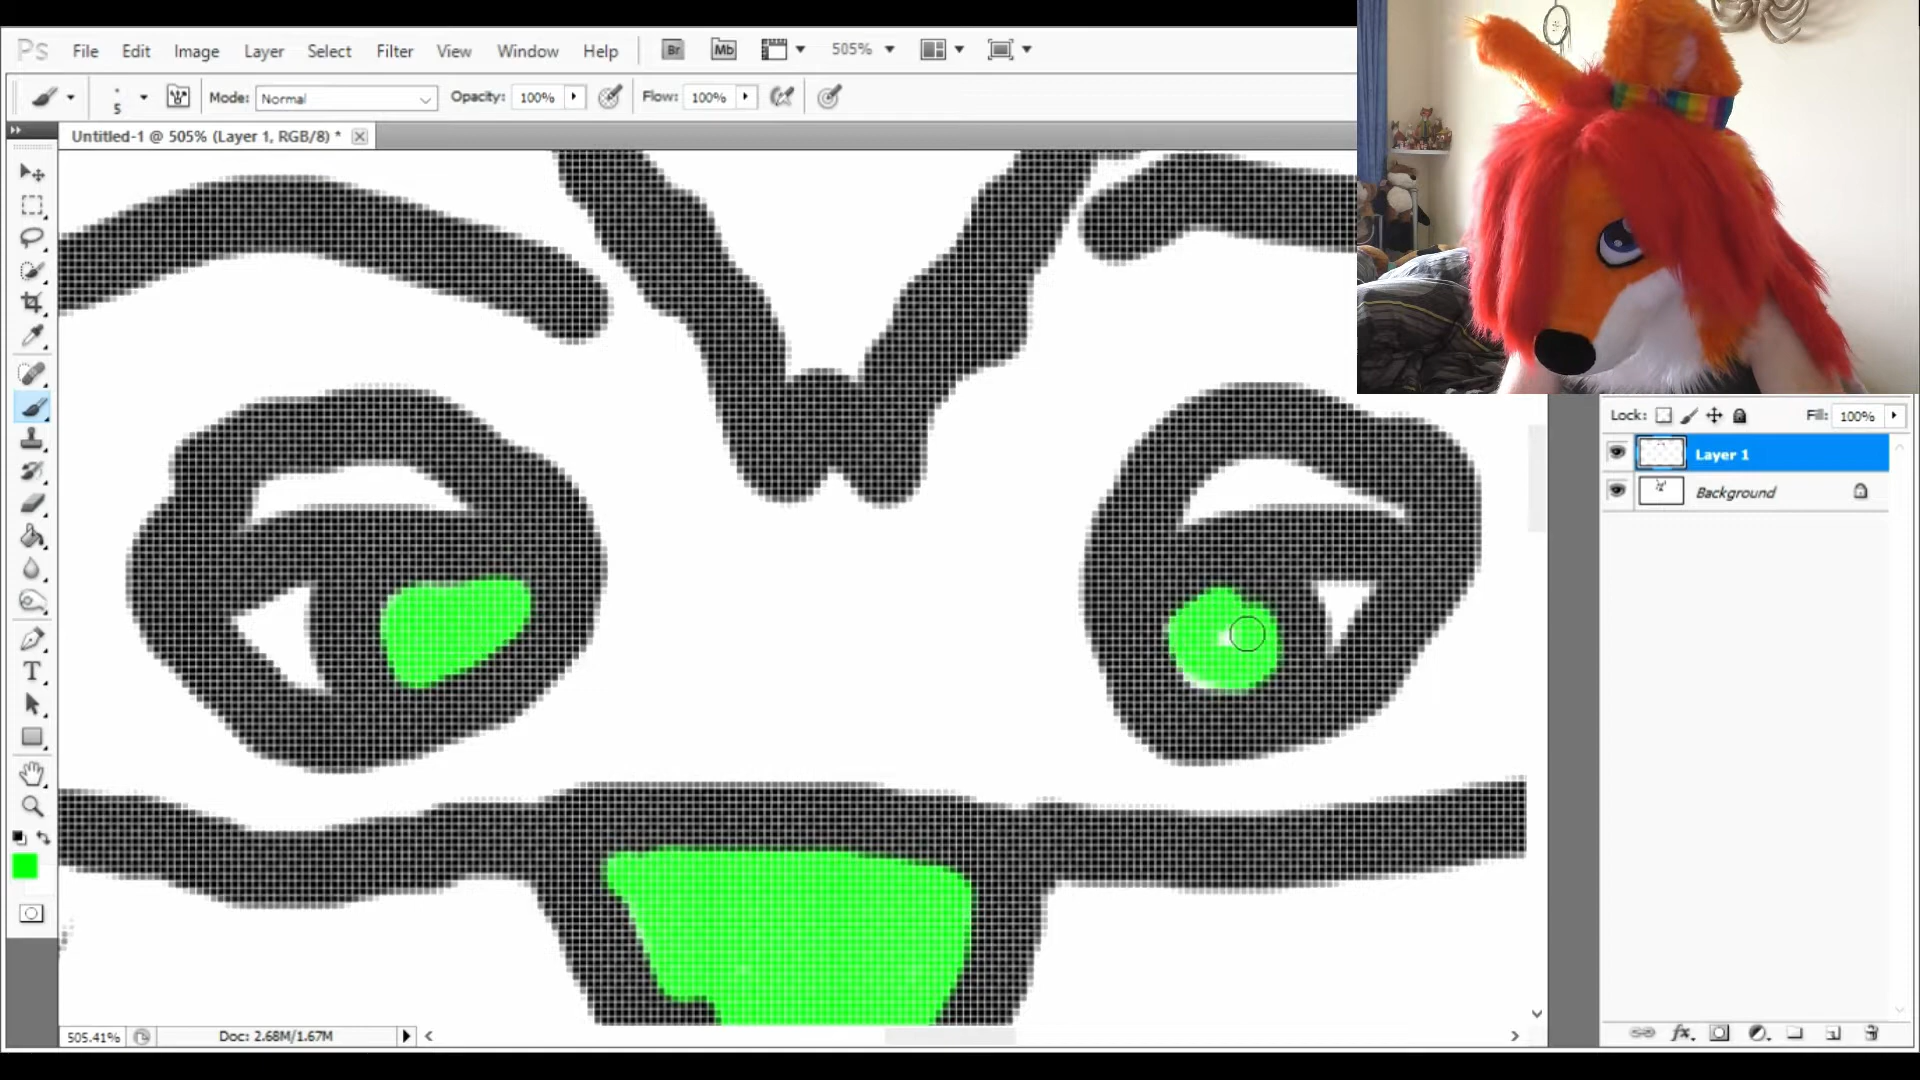 Ps File Edit Image Layer Select Filter View Window Help Br Mb 505%
5 Mode: Normal Opacity: 100% Flow: 100%
Untitled-1 @ 505% (Layer 1, RGB/8) *
Lock: Fill: 100%
Layer 1
Background
T
fx
505.41% Doc: 2.68M/1.67M